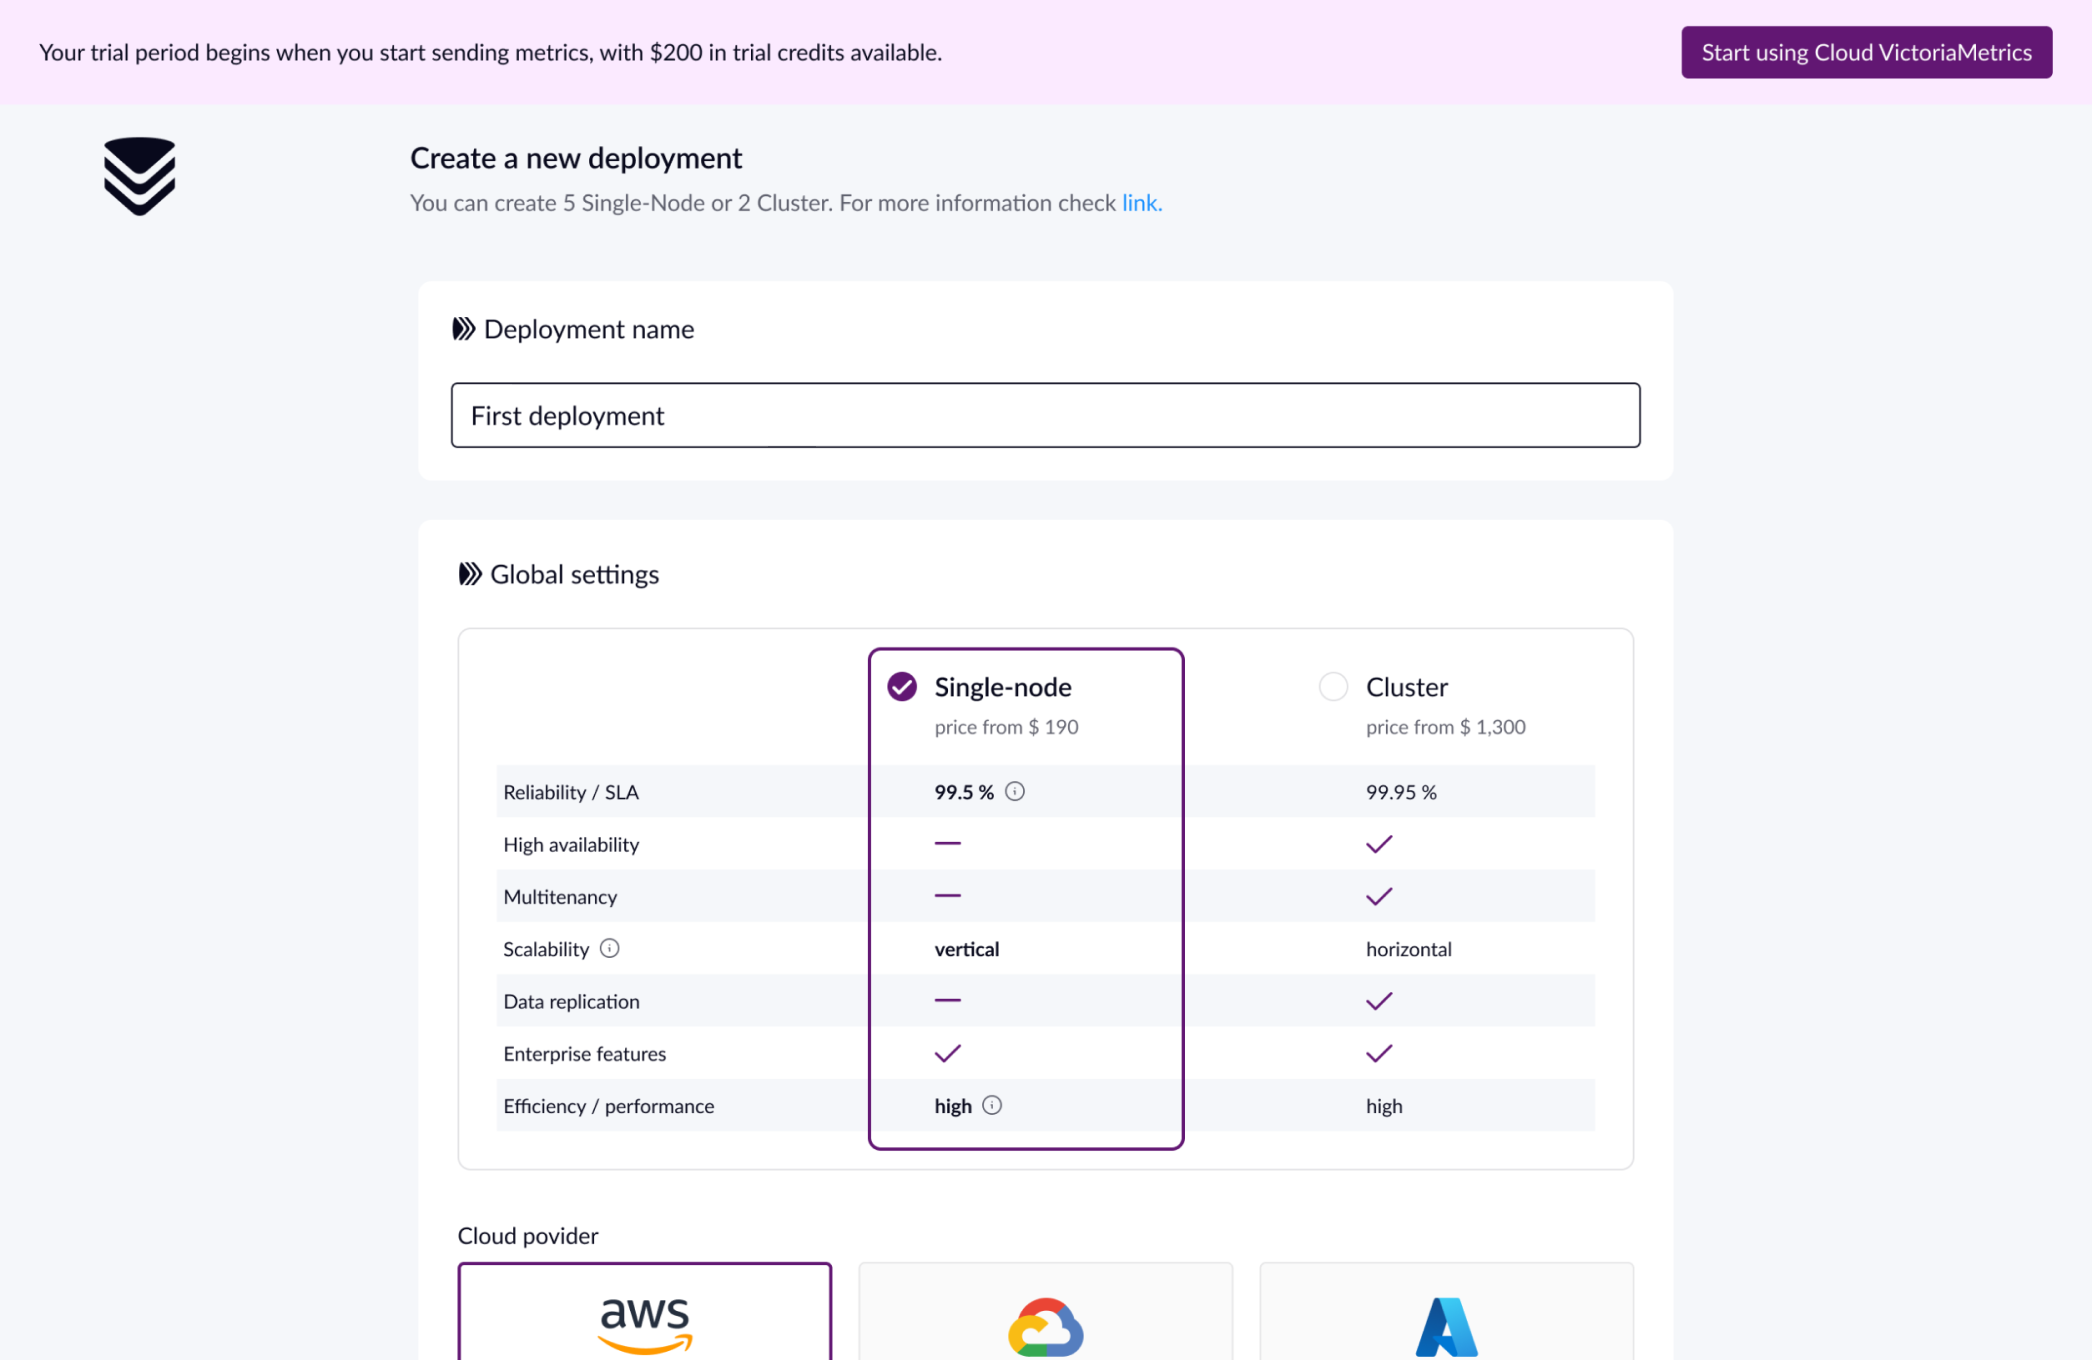 Your trial period begins when you start sending metrics, with $200 in trial credits available.
Start using Cloud VictoriaMetrics
Create a new deployment
You can create 5 Single-Node or 2 Cluster. For more information check link.
Deployment name
First deployment
Global settings
Single-node
Cluster
price from $ 190
price from $ 1,300
Reliability / SLA
99.5 %
99.95 %
High availability
Multitenancy
Scalability
vertical
horizontal
Data replication
Enterprise features
Efficiency / performance
high
high
Cloud povider
aws